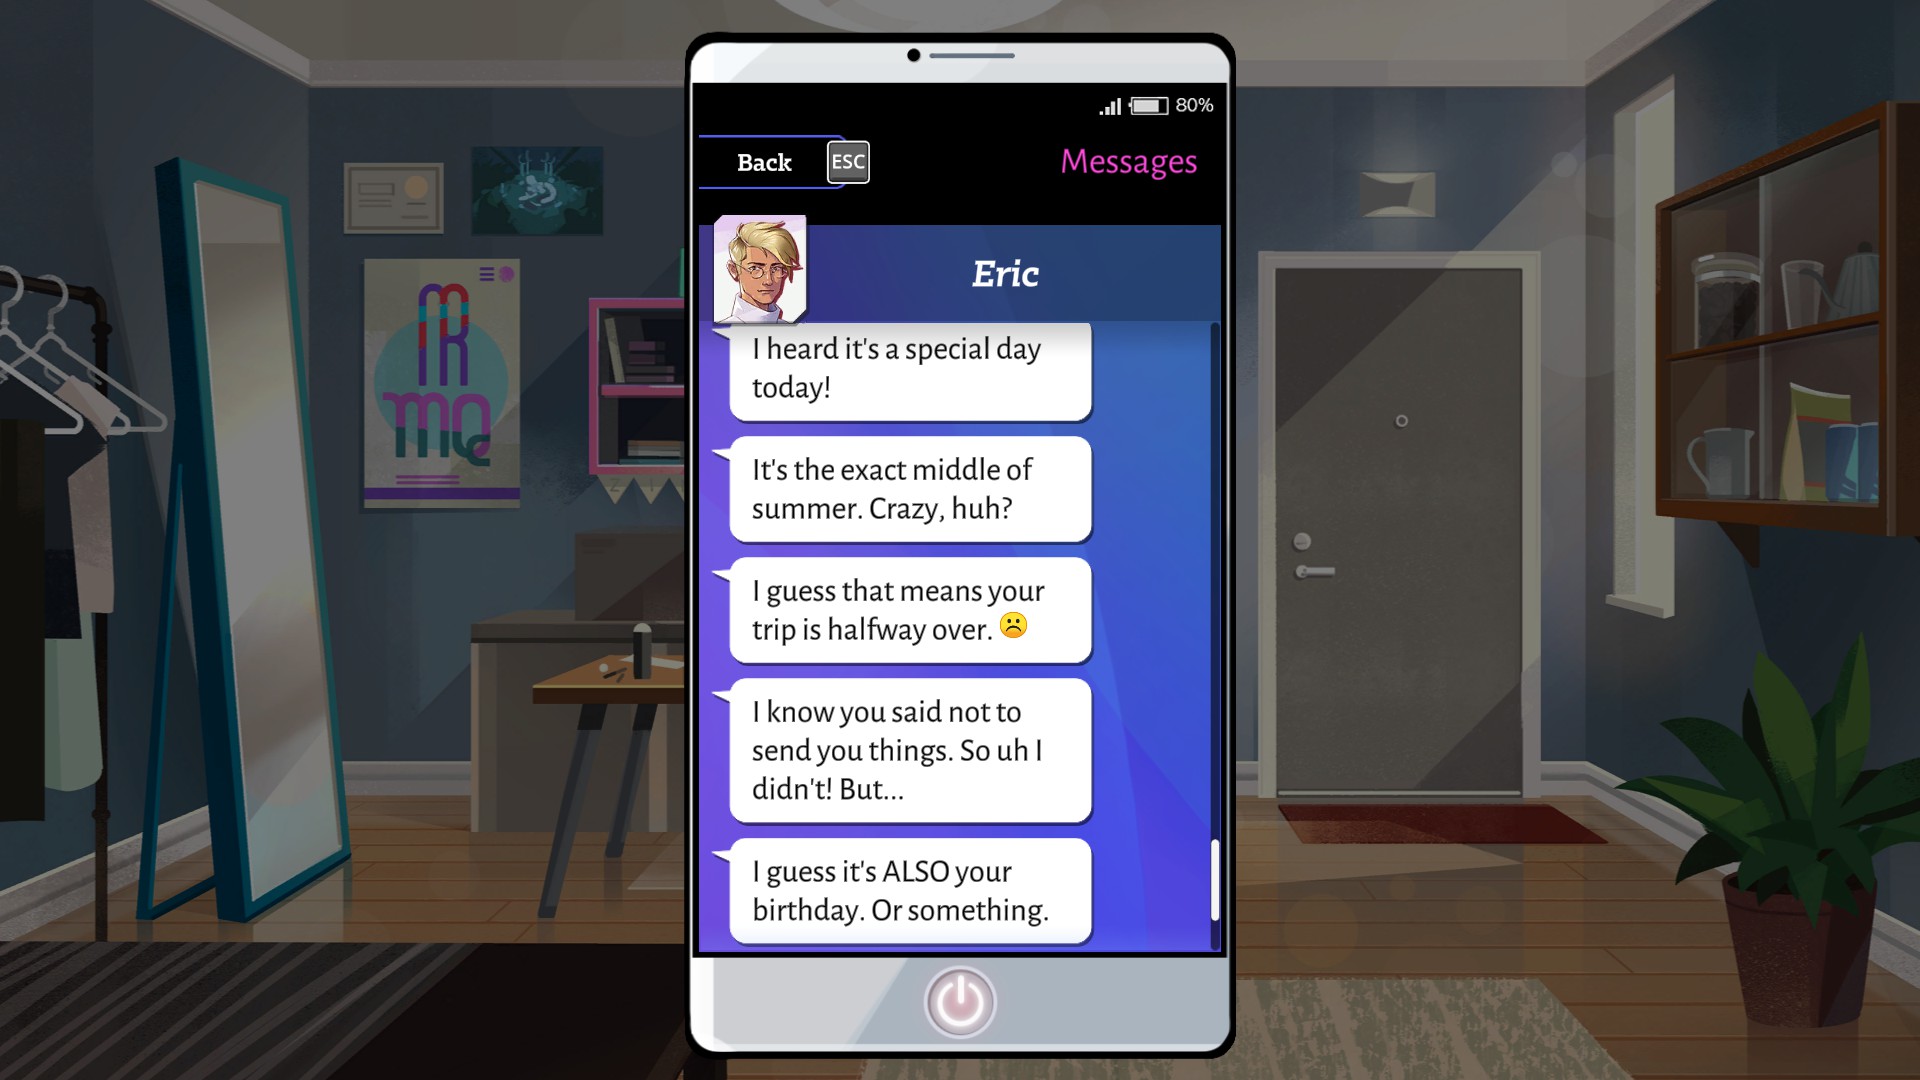 80%
Back
ESC
Messages
Eric
I heard it's a special day
today!
It's the exact middle of
summer. Crazy, huh?
I guess that means your
trip is halfway over. ☹️
I know you said not to
send you things. So uh I
didn't! But...
I guess it's ALSO your
birthday. Or something.